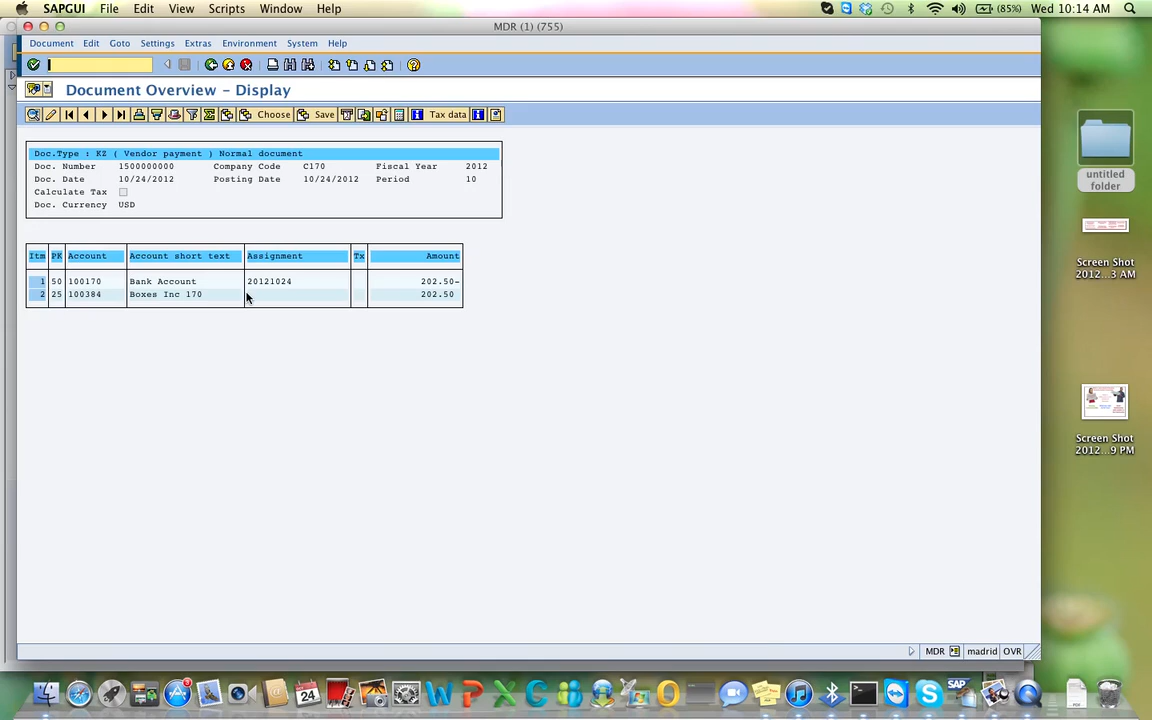 SAPGUI File Edit View Scripts Window Help (85%) Wed 10:14 AM
MDR (1) (755)
Document Edit Goto Settings Extras Environment System Help
Document Overview - Display
Choose Save Tax data
Doc.Type : KZ ( Vendor payment ) Normal document
Doc. Number 1500000000 Company Code C170 Fiscal Year 2012
Doc. Date 10/24/2012 Posting Date 10/24/2012 Period 10
Calculate Tax
Doc. Currency USD
Itm PK Account Account short text Assignment Tx Amount
1 50 100170 Bank Account 20121024 202.50-
2 25 100384 Boxes Inc 170 202.50
untitled
folder
Screen Shot
2012...3 AM
Screen Shot
2012...9 PM
MDR madrid OVR
24
SAP